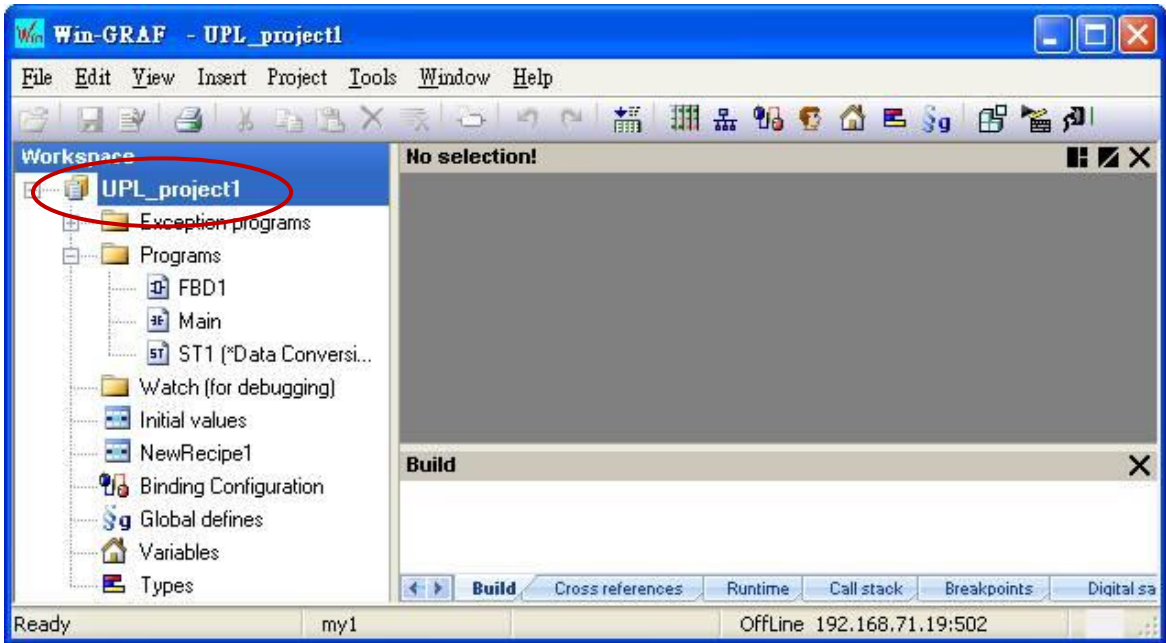 Win-GRAF - UPL_project1
File Edit View Insert Project Tools Window Help
Workspace
UPL_project1
Exception programs
Programs
FBD1
Main
ST1 (*Data Conversi...
Watch (for debugging)
Initial values
NewRecipe1
Binding Configuration
Global defines
Variables
Types
No selection!
Build
Build Cross references Runtime Call stack Breakpoints Digital sa
Ready my1 OffLine 192.168.71.19:502